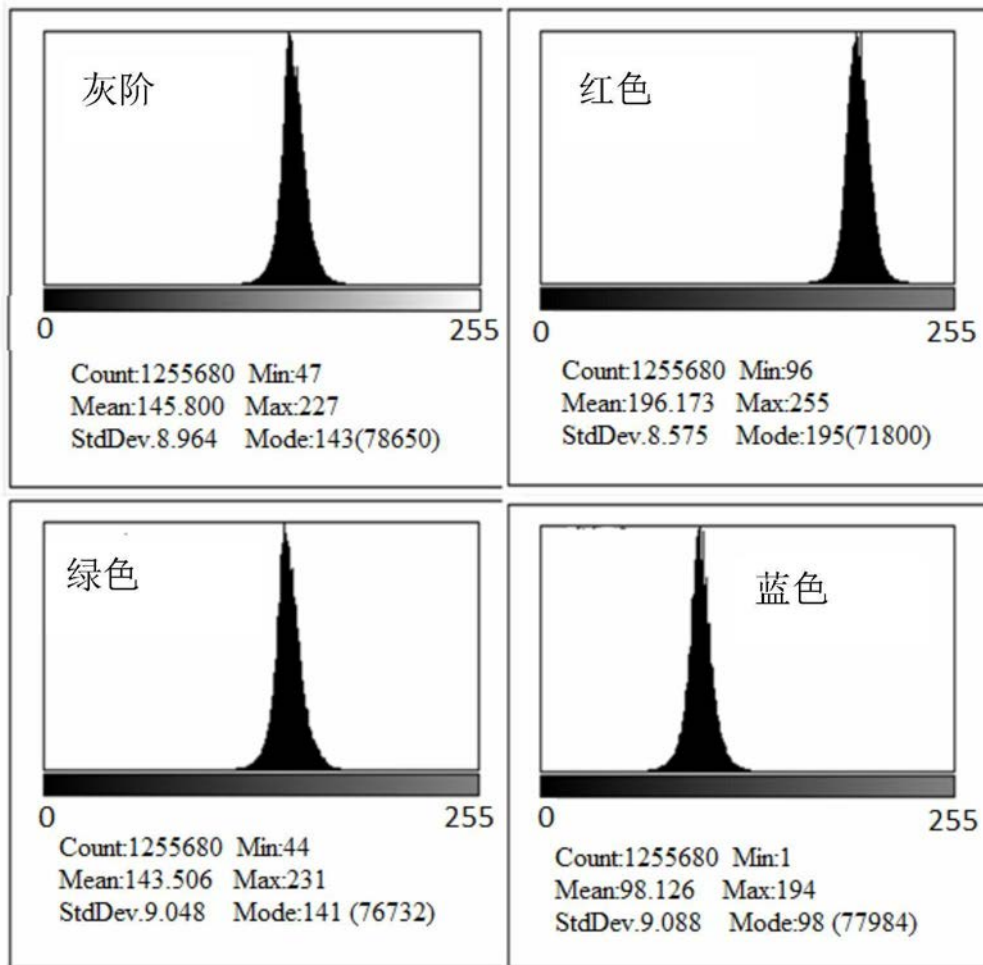 灰阶
0 255
Count:1255680 Min:47
Mean:145.800 Max:227
StdDev.8.964 Mode:143(78650)
红色
0 255
Count:1255680 Min:96
Mean:196.173 Max:255
StdDev.8.575 Mode:195(71800)
绿色
0 255
Count:1255680 Min:44
Mean:143.506 Max:231
StdDev.9.048 Mode:141 (76732)
蓝色
0 255
Count:1255680 Min:1
Mean:98.126 Max:194
StdDev.9.088 Mode:98 (77984)